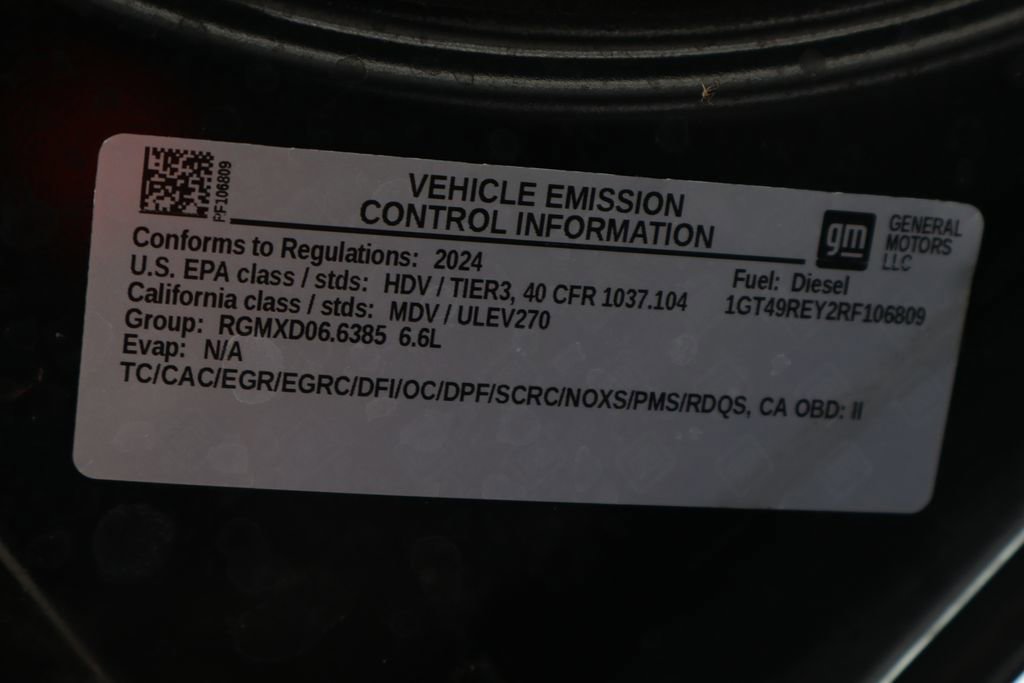 PF106809
VEHICLE EMISSION
CONTROL INFORMATION
gm
GENERAL
MOTORS
LLC
Conforms to Regulations: 2024
Fuel: Diesel
U.S. EPA class / stds: HDV / TIER3, 40 CFR 1037.104
1GT49REY2RF106809
California class / stds: MDV / ULEV270
Group: RGMXD06.6385 6.6L
Evap: N/A
TC/CAC/EGR/EGRC/DFI/OC/DPF/SCRC/NOXS/PMS/RDQS, CA OBD: II